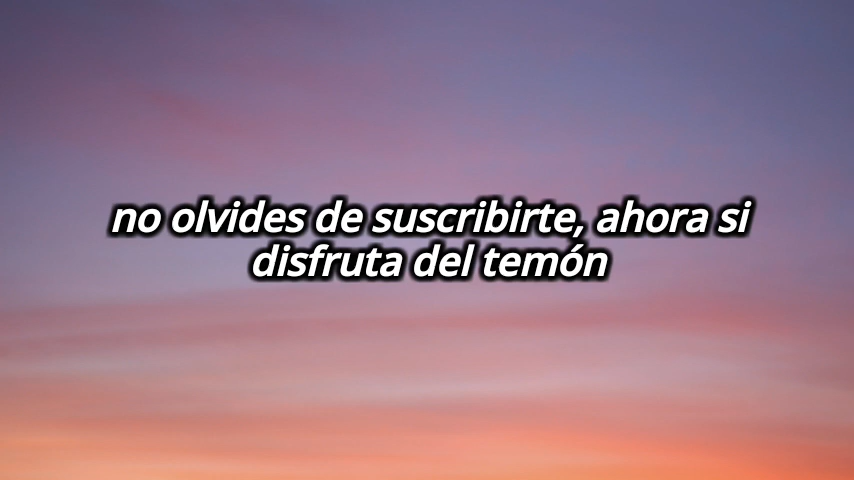 no olvides de suscribirte, ahora si
disfruta del temón